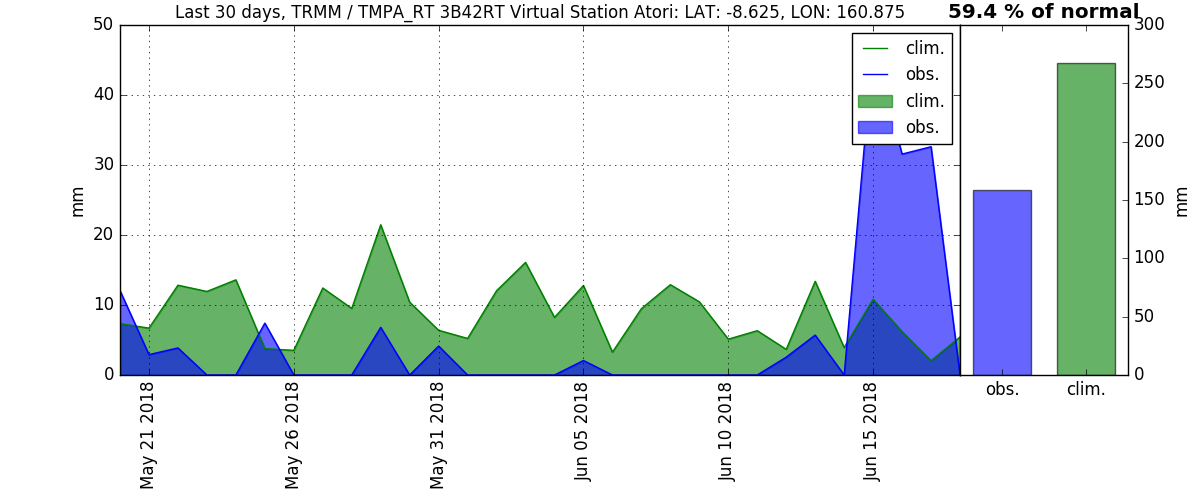 Last 30 days, TRMM / TMPA_RT 3B42RT Virtual Station Atori: LAT: -8.625, LON: 160.875
59.4 % of normal
50
40
30
20
10
0
mm
clim.
obs.
clim.
obs.
300
250
200
150
100
50
0
mm
May 21 2018
May 26 2018
May 31 2018
Jun 05 2018
Jun 10 2018
Jun 15 2018
obs.
clim.